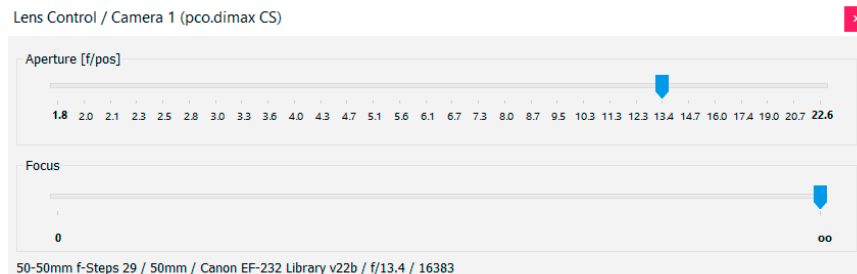 Lens Control / Camera 1 (pco.dimax CS)
Aperture [f/pos]
1.8 2.0 2.1 2.3 2.5 2.8 3.0 3.3 3.6 4.0 4.3 4.7 5.1 5.6 6.1 6.7 7.3 8.0 8.7 9.5 10.3 11.3 12.3 13.4 14.7 16.0 17.4 19.0 20.7 22.6
Focus
0 oo
50-50mm f-Steps 29 / 50mm / Canon EF-232 Library v22b / f/13.4 / 16383